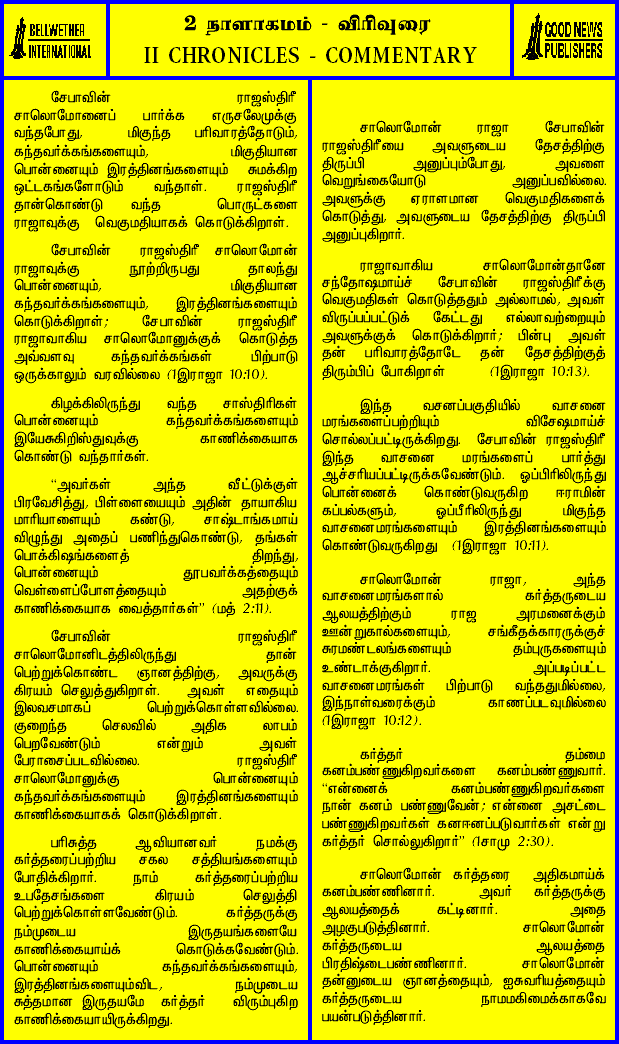 BELLWETHER
INTERNATIONAL
2 நாளாகமம் - விரிவுரை
II CHRONICLES - COMMENTARY
GOOD NEWS
PUBLISHERS
சேபாவின் ராஜஸ்திரீ
சாலொமோனைப் பார்க்க எருசலேமுக்கு
வந்தபோது, மிகுந்த பரிவாரத்தோடும்,
கந்தவர்க்கங்களையும், மிகுதியான
பொன்னையும் இரத்தினங்களையும் சுமக்கிற
ஒட்டகங்களோடும் வந்தாள். ராஜஸ்திரீ
தான்கொண்டு வந்த பொருட்களை
ராஜாவுக்கு வெகுமதியாகக் கொடுக்கிறாள்.
சேபாவின் ராஜஸ்திரீ சாலொமோன்
ராஜாவுக்கு நூற்றிருபது தாலந்து
பொன்னையும், மிகுதியான
கந்தவர்க்கங்களையும், இரத்தினங்களையும்
கொடுக்கிறாள்; சேபாவின் ராஜஸ்திரீ
ராஜாவாகிய சாலொமோனுக்குக் கொடுத்த
அவ்வளவு கந்தவர்க்கங்கள் பிற்பாடு
ஒருக்காலும் வரவில்லை (1இராஜா 10:10).
கிழக்கிலிருந்து வந்த சாஸ்திரிகள்
பொன்னையும் கந்தவர்க்கங்களையும்
இயேசுகிறிஸ்துவுக்கு காணிக்கையாக
கொண்டு வந்தார்கள்.
“அவர்கள் அந்த வீட்டுக்குள்
பிரவேசித்து, பிள்ளையையும் அதின் தாயாகிய
மரியாளையும் கண்டு, சாஷ்டாங்கமாய்
விழுந்து அதைப் பணிந்துகொண்டு, தங்கள்
பொக்கிஷங்களைத் திறந்து,
பொன்னையும் தூபவர்க்கத்தையும்
வெள்ளைப்போளத்தையும் அதற்குக்
காணிக்கையாக வைத்தார்கள்” (மத் 2:11).
சேபாவின் ராஜஸ்திரீ
சாலொமோனிடத்திலிருந்து தான்
பெற்றுக்கொண்ட ஞானத்திற்கு, அவருக்கு
கிரயம் செலுத்துகிறாள். அவள் எதையும்
இலவசமாகப் பெற்றுக்கொள்ளவில்லை.
குறைந்த செலவில் அதிக லாபம்
பெறவேண்டும் என்றும் அவள்
பேராசைப்படவில்லை. ராஜஸ்திரீ
சாலொமோனுக்கு பொன்னையும்
கந்தவர்க்கங்களையும் இரத்தினங்களையும்
காணிக்கையாகக் கொடுக்கிறாள்.
பரிசுத்த ஆவியானவர் நமக்கு
கர்த்தரைப்பற்றிய சகல சத்தியங்களையும்
போதிக்கிறார். நாம் கர்த்தரைப்பற்றிய
உபதேசங்களை கிரயம் செலுத்தி
பெற்றுக்கொள்ளவேண்டும். கர்த்தருக்கு
நம்முடைய இருதயங்களையே
காணிக்கையாய்க் கொடுக்கவேண்டும்.
பொன்னையும் கந்தவர்க்கங்களையும்,
இரத்தினங்களையும்விட, நம்முடைய
சுத்தமான இருதயமே கர்த்தர் விரும்புகிற
காணிக்கையாயிருக்கிறது.
சாலொமோன் ராஜா சேபாவின்
ராஜஸ்திரீயை அவளுடைய தேசத்திற்கு
திருப்பி அனுப்பும்போது, அவளை
வெறுங்கையோடு அனுப்பவில்லை.
அவளுக்கு ஏராளமான வெகுமதிகளைக்
கொடுத்து, அவளுடைய தேசத்திற்கு திருப்பி
அனுப்புகிறார்.
ராஜாவாகிய சாலொமோன்தானே
சந்தோஷமாய்ச் சேபாவின் ராஜஸ்திரீக்கு
வெகுமதிகள் கொடுத்ததும் அல்லாமல், அவள்
விருப்பப்பட்டுக் கேட்டது எல்லாவற்றையும்
அவளுக்குக் கொடுக்கிறார்; பின்பு அவள்
தன் பரிவாரத்தோடே தன் தேசத்திற்குத்
திரும்பிப் போகிறாள் (1இராஜா 10:13).
இந்த வசனப்பகுதியில் வாசனை
மரங்களைப்பற்றியும் விசேஷமாய்ச்
சொல்லப்பட்டிருக்கிறது. சேபாவின் ராஜஸ்திரீ
இந்த வாசனை மரங்களைப் பார்த்து
ஆச்சரியப்பட்டிருக்கவேண்டும். ஒப்பிரிலிருந்து
பொன்னைக் கொண்டுவருகிற ஈராமின்
கப்பல்களும், ஒப்பீரிலிருந்து மிகுந்த
வாசனைமரங்களையும் இரத்தினங்களையும்
கொண்டுவருகிறது (1இராஜா 10:11).
சாலொமோன் ராஜா, அந்த
வாசனைமரங்களால் கர்த்தருடைய
ஆலயத்திற்கும் ராஜ அரமனைக்கும்
ஊன்றுகால்களையும், சங்கீதக்காரருக்குச்
சுரமண்டலங்களையும் தம்புருகளையும்
உண்டாக்குகிறார். அப்படிப்பட்ட
வாசனைமரங்கள் பிற்பாடு வந்ததுமில்லை,
இந்நாள்வரைக்கும் காணப்படவுமில்லை
(1இராஜா 10:12).
கர்த்தர் தம்மை
கனம்பண்ணுகிறவர்களை கனம்பண்ணுவார்.
“என்னைக் கனம்பண்ணுகிறவர்களை
நான் கனம் பண்ணுவேன்; என்னை அசட்டை
பண்ணுகிறவர்கள் கனஈனப்படுவார்கள் என்று
கர்த்தர் சொல்லுகிறார்” (1சாமு 2:30).
சாலொமோன் கர்த்தரை அதிகமாய்க்
கனம்பண்ணினார். அவர் கர்த்தருக்கு
ஆலயத்தைக் கட்டினார். அதை
அழகுபடுத்தினார். சாலொமோன்
கர்த்தருடைய ஆலயத்தை
பிரதிஷ்டைபண்ணினார். சாலொமோன்
தன்னுடைய ஞானத்தையும், ஐசுவரியத்தையும்
கர்த்தருடைய நாமமகிமைக்காகவே
பயன்படுத்தினார்.